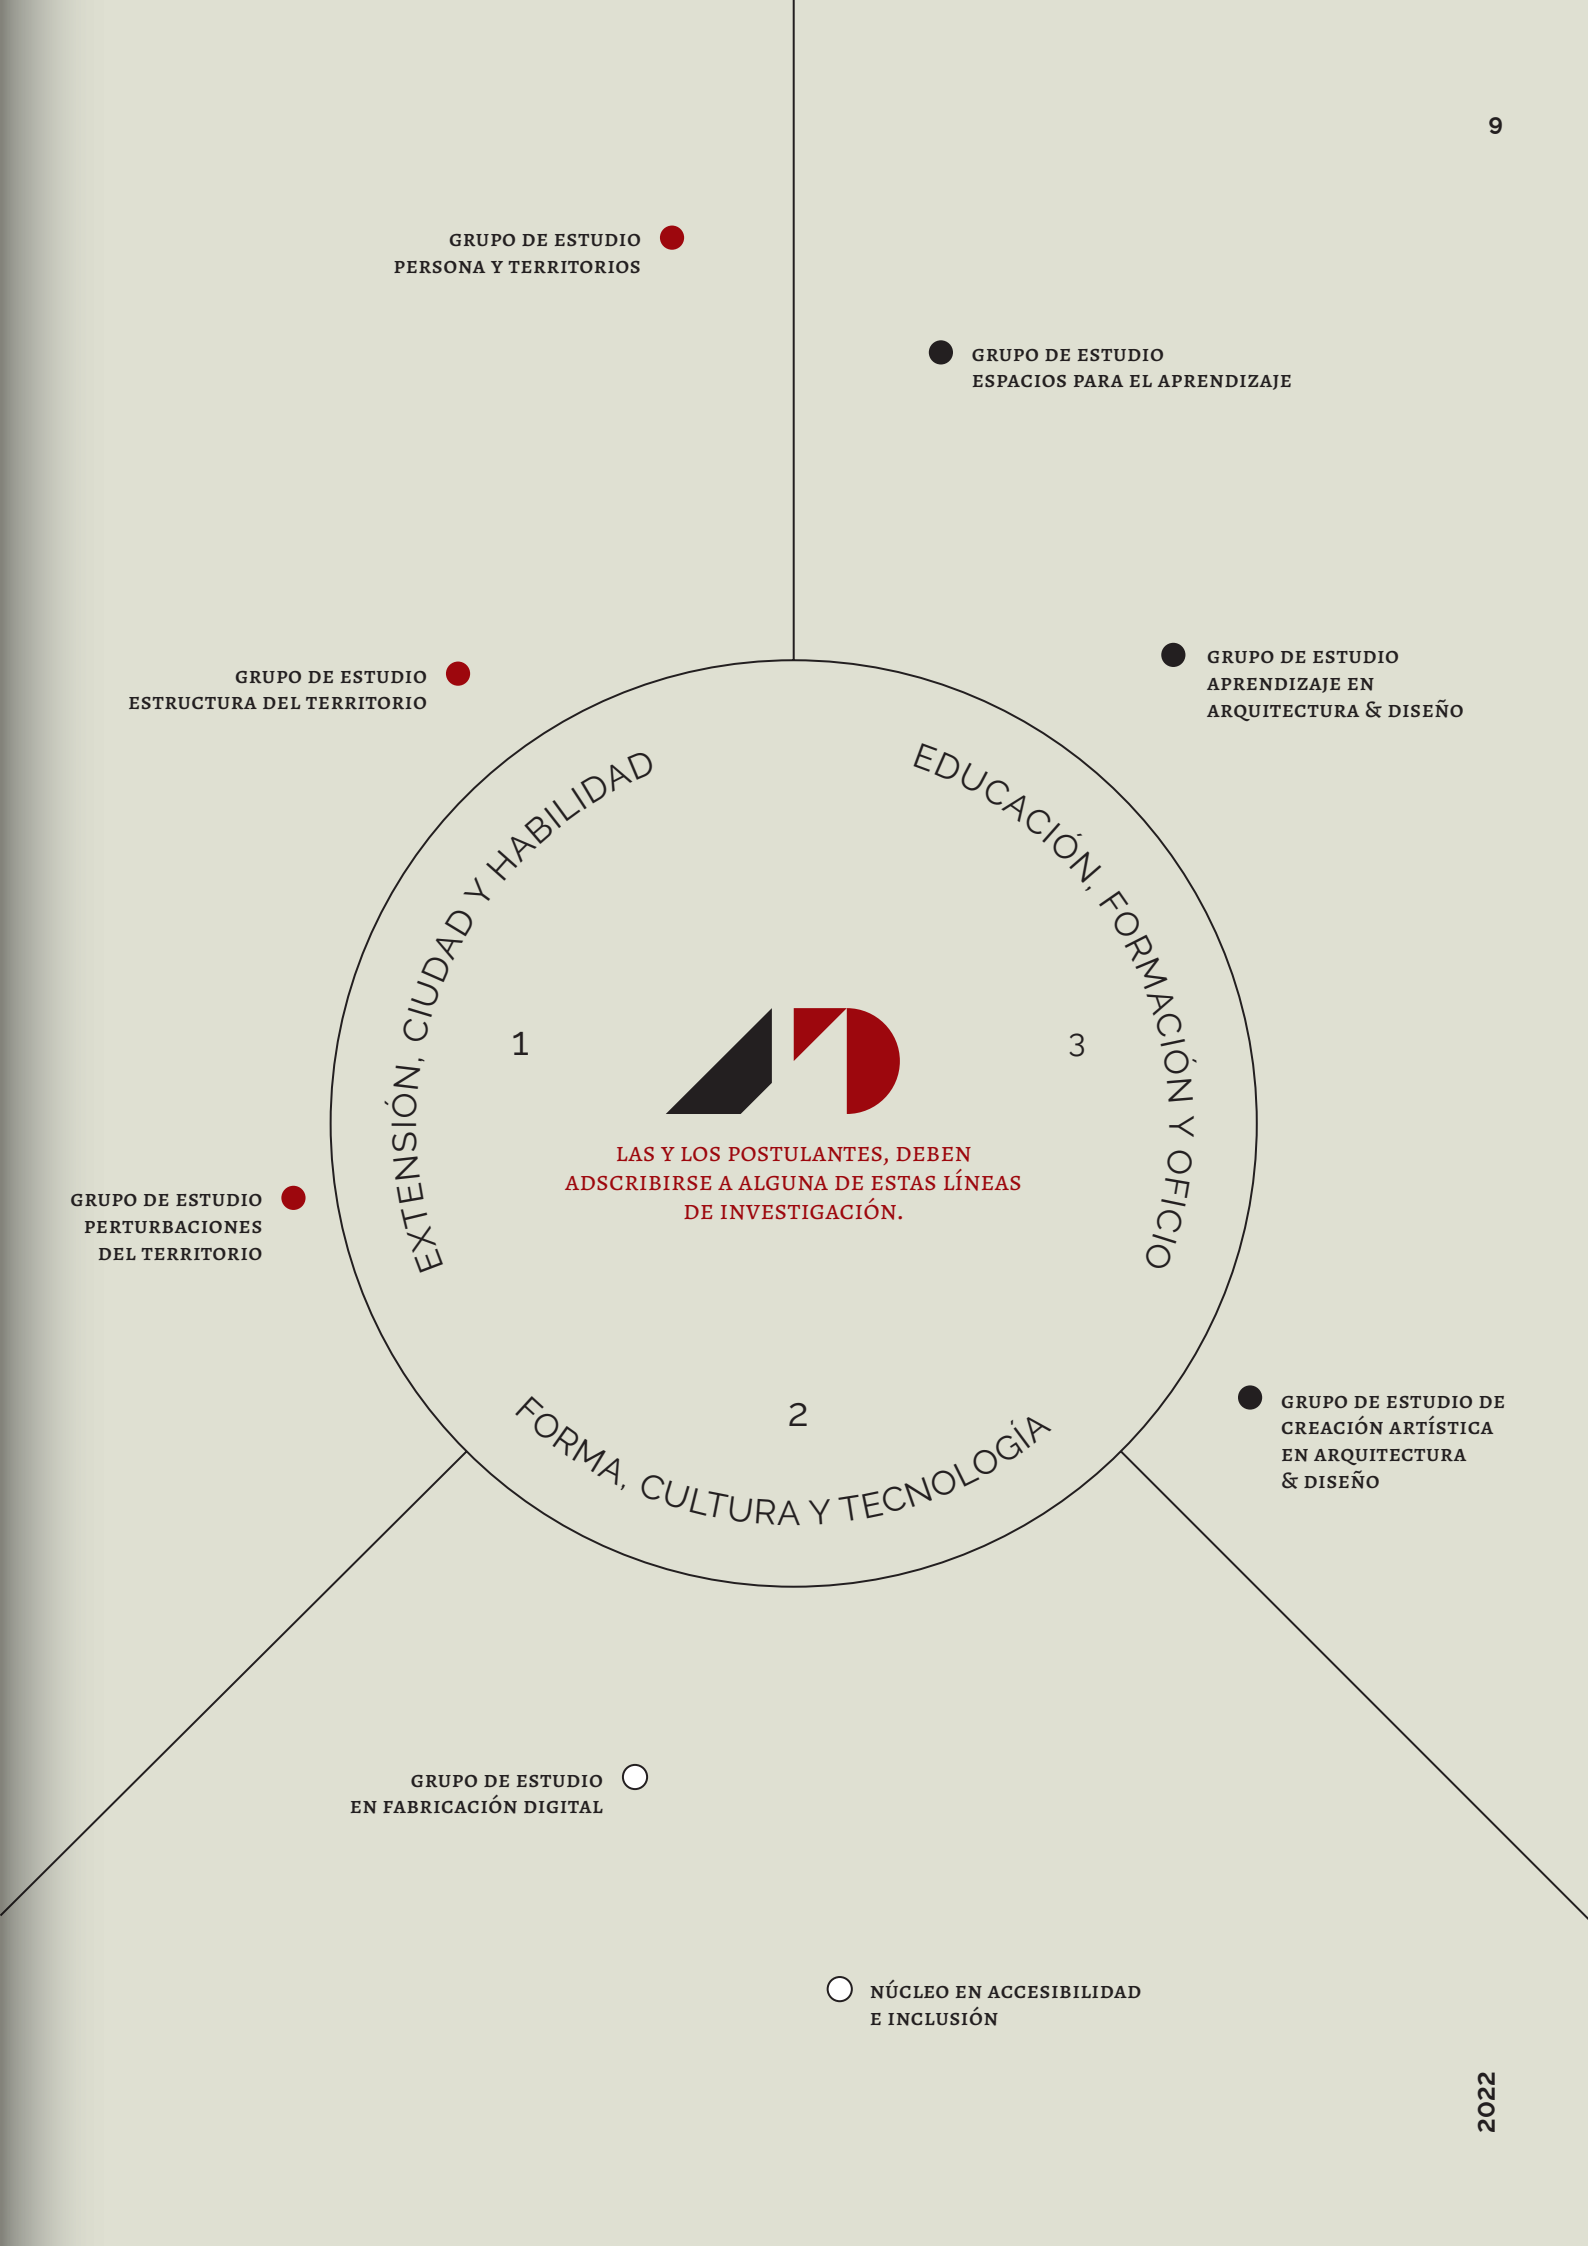 9
GRUPO DE ESTUDIO
PERSONA Y TERRITORIOS
GRUPO DE ESTUDIO
ESPACIOS PARA EL APRENDIZAJE
GRUPO DE ESTUDIO
ESTRUCTURA DEL TERRITORIO
GRUPO DE ESTUDIO
APRENDIZAJE EN
ARQUITECTURA & DISEÑO
EXTENSIÓN, CIUDAD Y HABILIDAD
EDUCACIÓN, FORMACIÓN Y OFICIO
1
3
LAS Y LOS POSTULANTES, DEBEN
ADSCRIBIRSE A ALGUNA DE ESTAS LÍNEAS
DE INVESTIGACIÓN.
GRUPO DE ESTUDIO
PERTURBACIONES
DEL TERRITORIO
2
FORMA, CULTURA Y TECNOLOGÍA
GRUPO DE ESTUDIO DE
CREACIÓN ARTÍSTICA
EN ARQUITECTURA
& DISEÑO
GRUPO DE ESTUDIO
EN FABRICACIÓN DIGITAL
NÚCLEO EN ACCESIBILIDAD
E INCLUSIÓN
2022